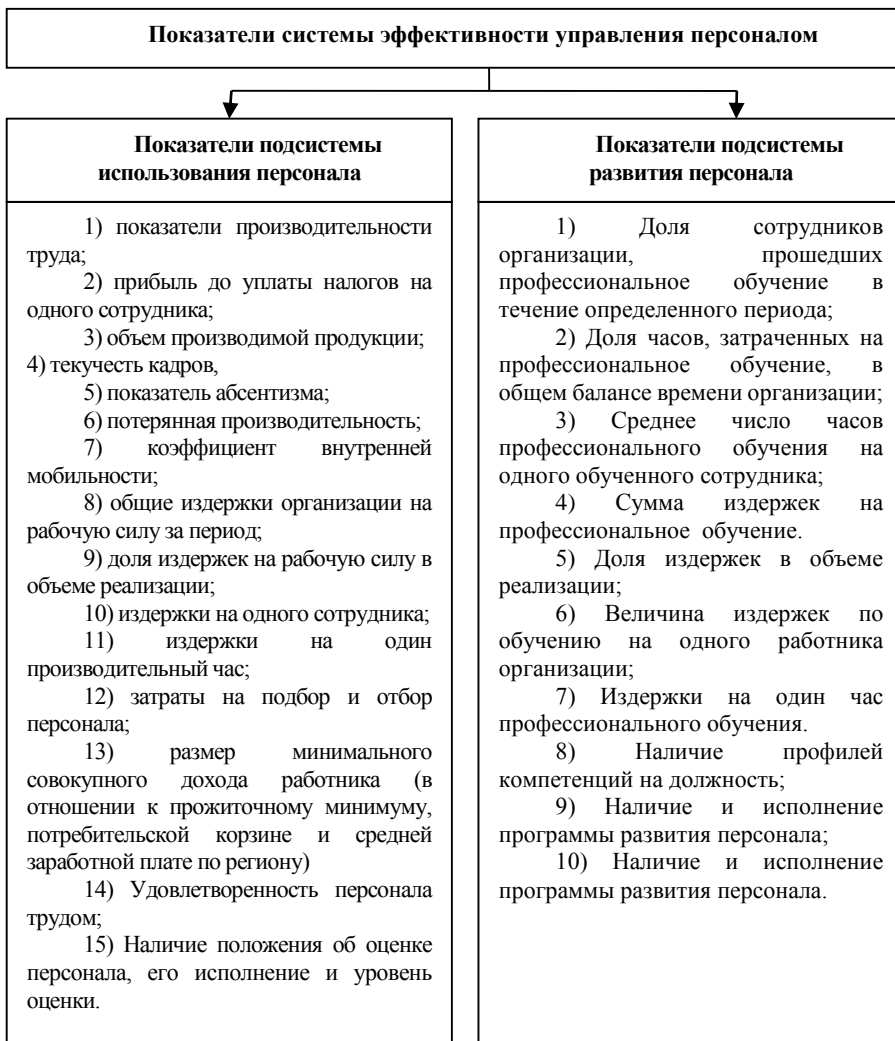 Показатели системы эффективности управления персоналом
Показатели подсистемы
использования персонала
1) показатели производительности
труда;
2) прибыль до уплаты налогов на
одного сотрудника;
3) объем производимой продукции;
4) текучесть кадров,
5) показатель абсентизма;
6) потерянная производительность;
7) коэффициент внутренней
мобильности;
8) общие издержки организации на
рабочую силу за период;
9) доля издержек на рабочую силу в
объеме реализации;
10) издержки на одного сотрудника;
11) издержки на один
производительный час;
12) затраты на подбор и отбор
персонала;
13) размер минимального
совокупного дохода работника (в
отношении к прожиточному минимуму,
потребительской корзине и средней
заработной плате по региону)
14) Удовлетворенность персонала
трудом;
15) Наличие положения об оценке
персонала, его исполнение и уровень
оценки.
Показатели подсистемы
развития персонала
1) Доля сотрудников
организации, прошедших
профессиональное обучение в
течение определенного периода;
2) Доля часов, затраченных на
профессиональное обучение, в
общем балансе времени организации;
3) Среднее число часов
профессионального обучения на
одного обученного сотрудника;
4) Сумма издержек на
профессиональное обучение.
5) Доля издержек в объеме
реализации;
6) Величина издержек по
обучению на одного работника
организации;
7) Издержки на один час
профессионального обучения.
8) Наличие профилей
компетенций на должность;
9) Наличие и исполнение
программы развития персонала;
10) Наличие и исполнение
программы развития персонала.